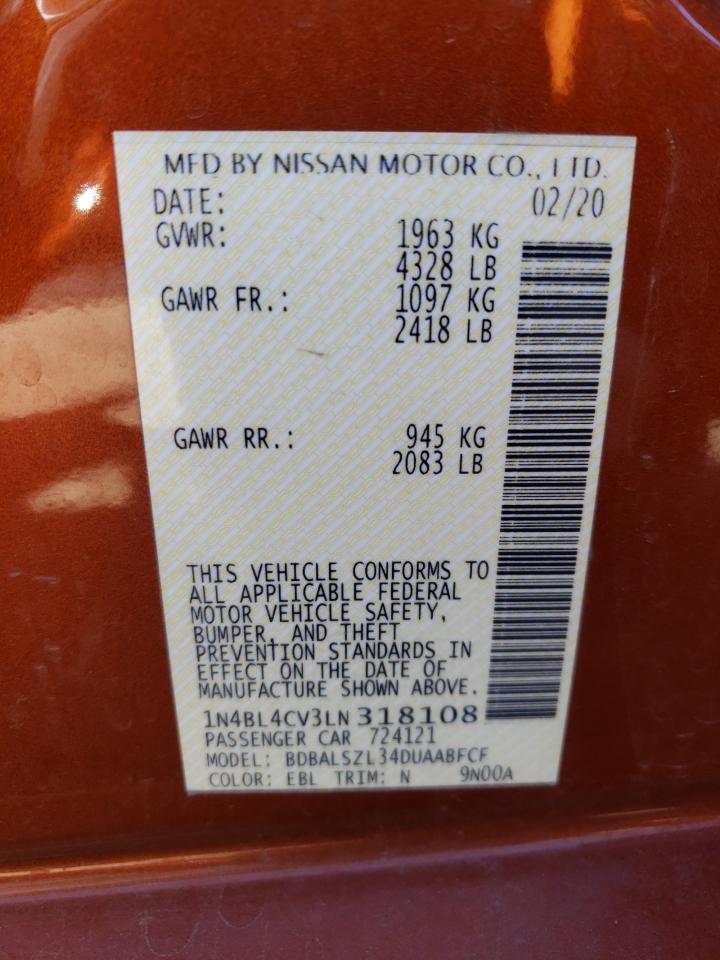 MFD BY NISSAN MOTOR CO., LTD.
DATE: 02/20
GVWR: 1963 KG
4328 LB
GAWR FR.: 1097 KG
2418 LB
GAWR RR.: 945 KG
2083 LB
THIS VEHICLE CONFORMS TO
ALL APPLICABLE FEDERAL
MOTOR VEHICLE SAFETY,
BUMPER, AND THEFT
PREVENTION STANDARDS IN
EFFECT ON THE DATE OF
MANUFACTURE SHOWN ABOVE.
1N4BL4CV3LN318108
PASSENGER CAR 724121
MODEL: BDBALSZL34DUAABFCF
COLOR: EBL TRIM: N 9N00A